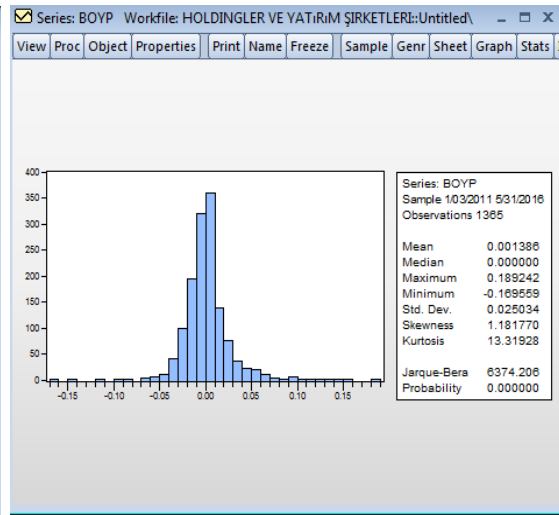 Series: BOYP Workfile: HOLDINGLER VE YATıRıM ŞIRKETLERI::Untitled\
View Proc Object Properties Print Name Freeze Sample Genr Sheet Graph Stats
400
350
300
250
200
150
100
50
0
-0.15 -0.10 -0.05 0.00 0.05 0.10 0.15
Series: BOYP
Sample 1/03/2011 5/31/2016
Observations 1365
Mean 0.001386
Median 0.000000
Maximum 0.189242
Minimum -0.169559
Std. Dev. 0.025034
Skewness 1.181770
Kurtosis 13.31928
Jarque-Bera 6374.206
Probability 0.000000